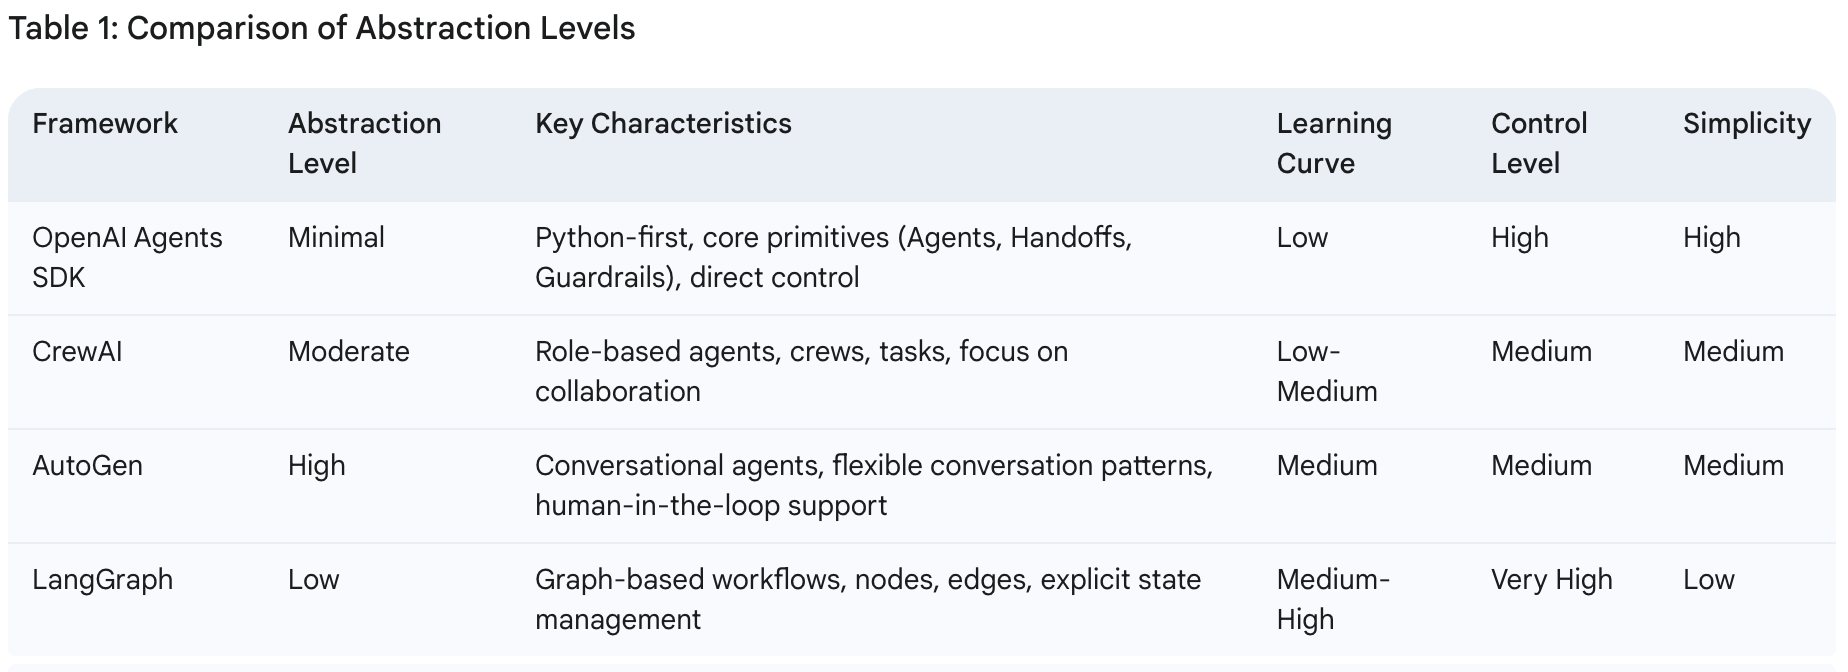 Table 1: Comparison of Abstraction Levels
Framework
Abstraction
Level
Key Characteristics
Learning
Curve
Control
Level
Simplicity
OpenAI Agents
SDK
Minimal
Python-first, core primitives (Agents, Handoffs,
Guardrails), direct control
Low
High
High
CrewAI
Moderate
Role-based agents, crews, tasks, focus on
collaboration
Low-
Medium
Medium
Medium
AutoGen
High
Conversational agents, flexible conversation patterns,
human-in-the-loop support
Medium
Medium
Medium
LangGraph
Low
Graph-based workflows, nodes, edges, explicit state
management
Medium-
High
Very High
Low